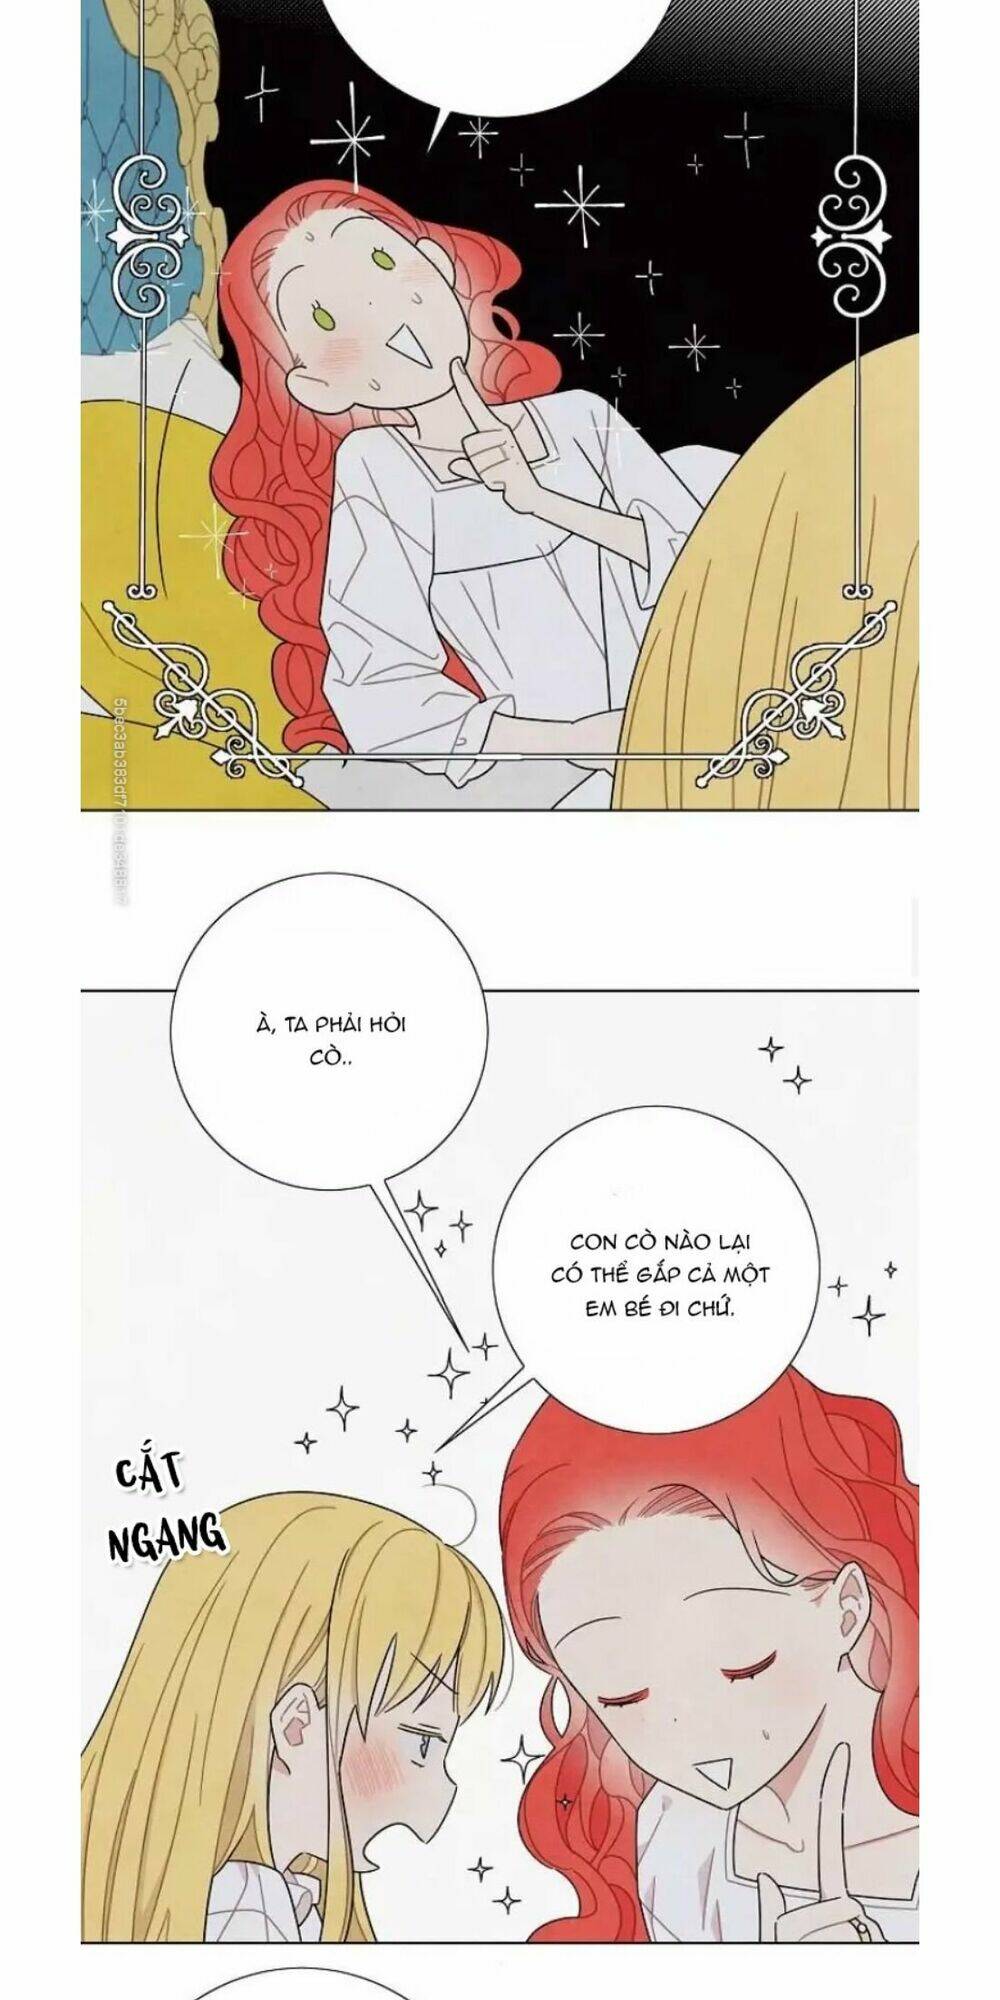 À, TA PHẢI HỎI
CÒ..
CON CÒ NÀO LẠI
CÓ THỂ GẮP CẢ MỘT
EM BÉ ĐI CHỨ.
CẮT
NGANG